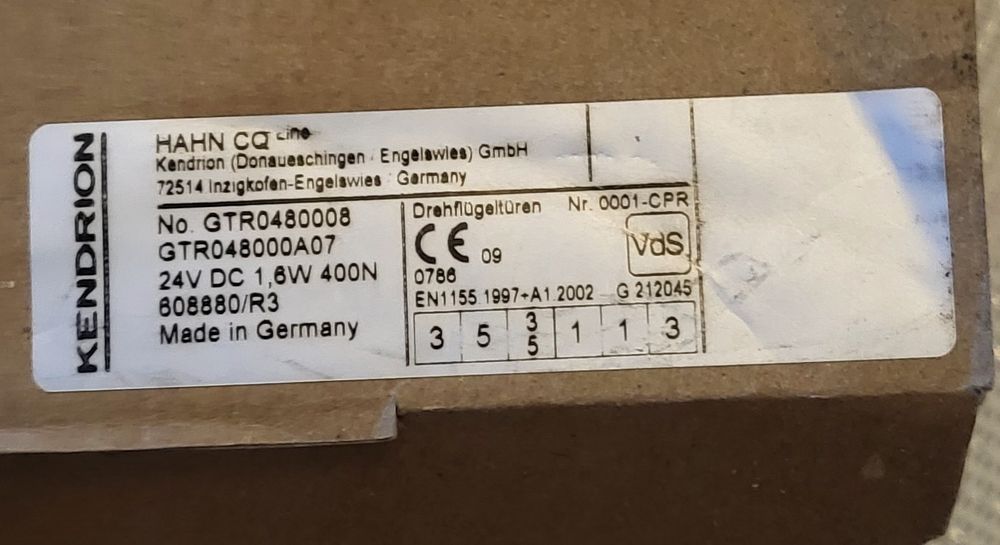 KENDRION
HAHN CQ Line
Kendrion (Donaueschingen / Engelswies) GmbH
72514 Inzigkofen-Engelswies / Germany
No. GTR0480008
GTR048000A07
24V DC 1,6W 400N
608880/R3
Made in Germany
Drehflügeltüren Nr. 0001-CPR
CE 09
VdS
0786
EN1155:1997+A1:2002 G 212045
3 5 3/5 1 1 3